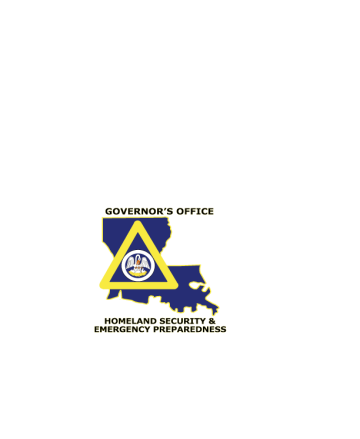 GOVERNOR'S OFFICE
HOMELAND SECURITY &
EMERGENCY PREPAREDNESS